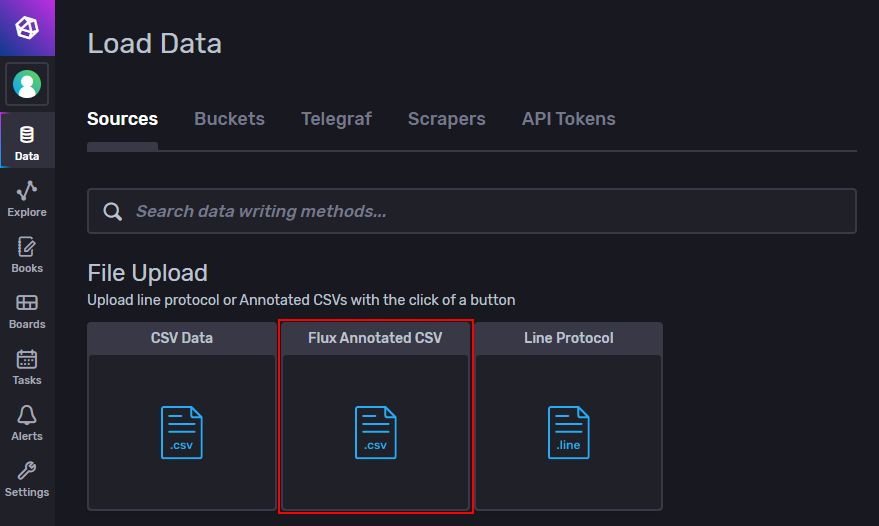 Load Data
Sources Buckets Telegraf Scrapers API Tokens
Data
Explore
Books
Boards
Tasks
Alerts
Settings
Search data writing methods...
File Upload
Upload line protocol or Annotated CSVs with the click of a button
CSV Data Flux Annotated CSV Line Protocol
.csv .csv .line